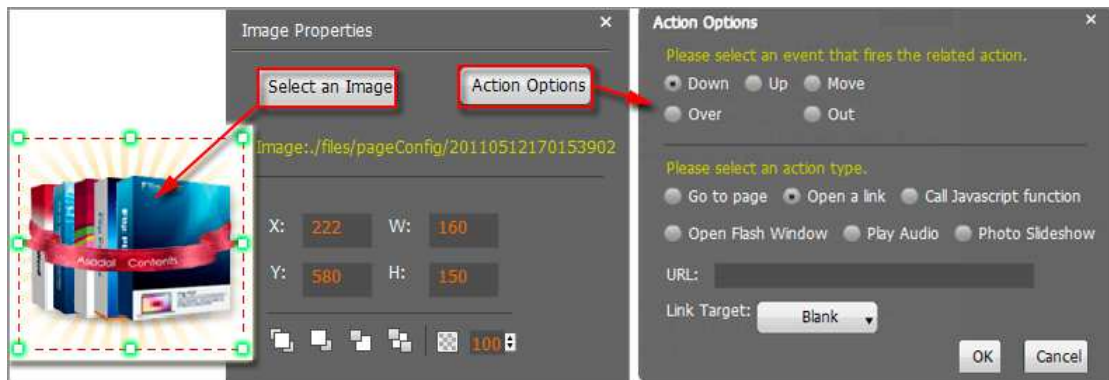 Image Properties
×
Select an Image
Action Options
Image:./files/pageConfig/20110512170153902
X: 222 W: 160
Y: 580 H: 150
100
Asadal Contents
Action Options
×
Please select an event that fires the related action.
Down Up Move
Over Out
Please select an action type.
Go to page Open a link Call Javascript function
Open Flash Window Play Audio Photo Slideshow
URL:
Link Target: Blank
OK Cancel